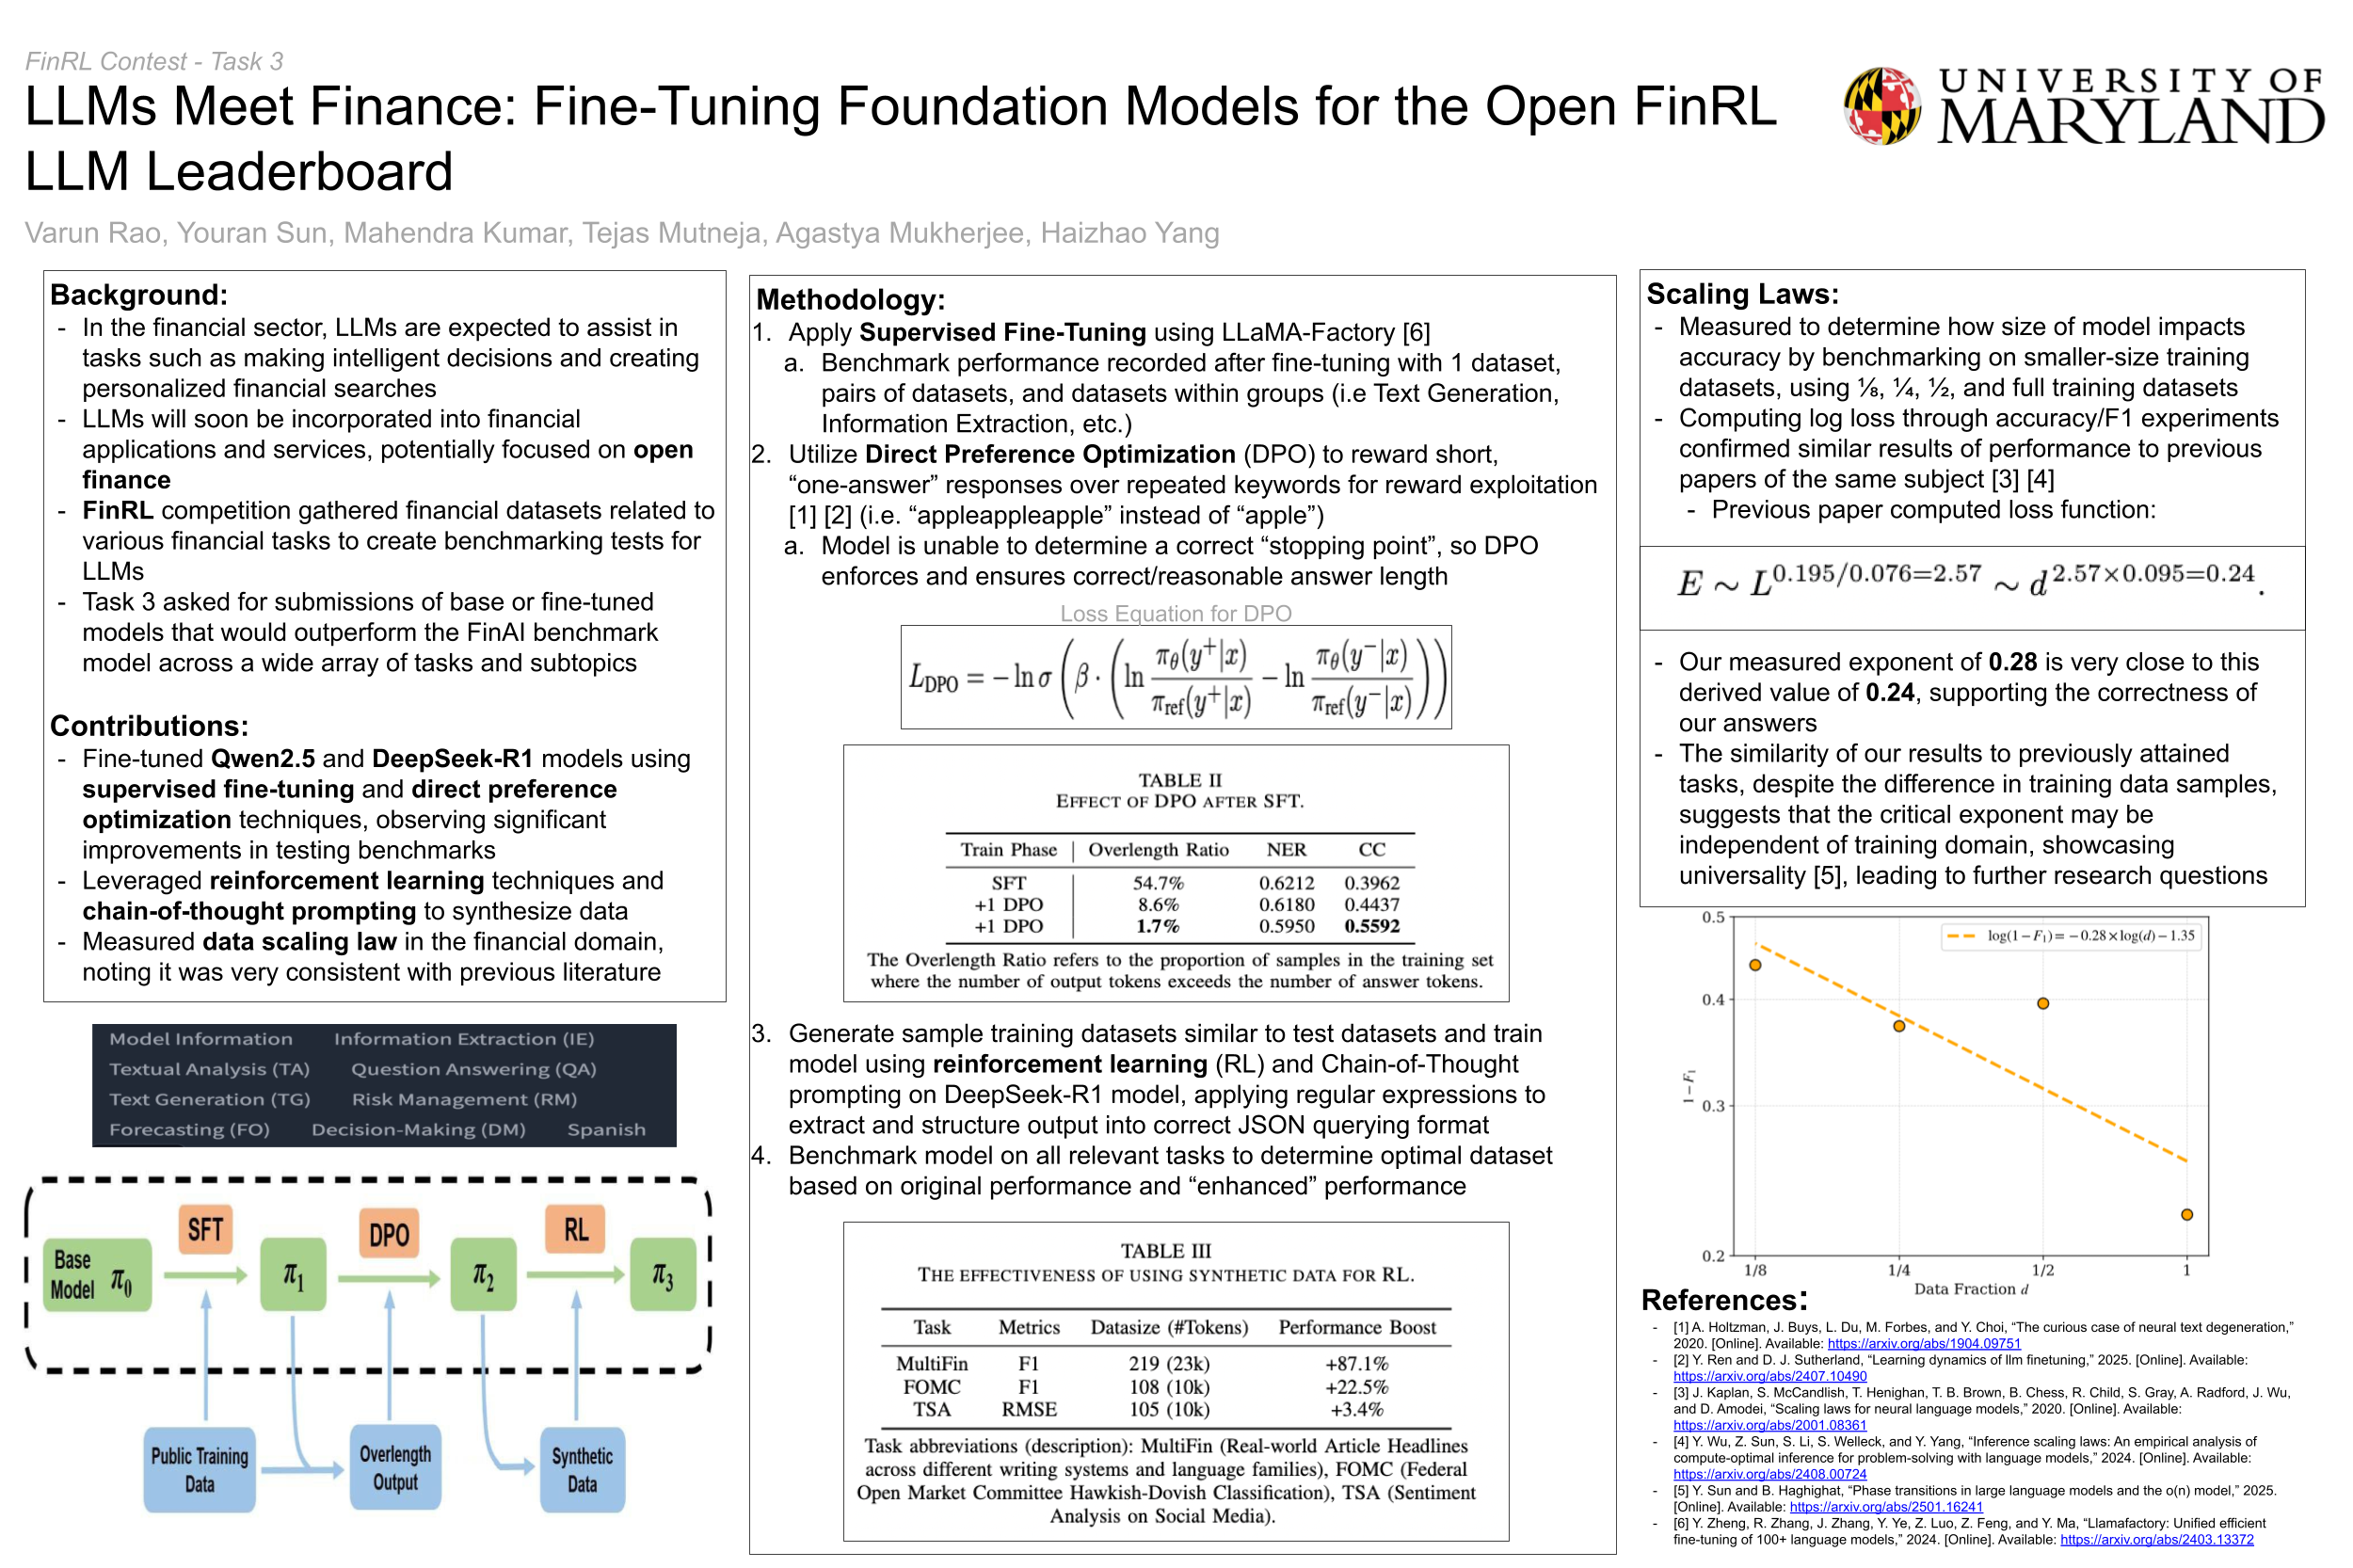 FinRL Contest - Task 3
LLMs Meet Finance: Fine-Tuning Foundation Models for the Open FinRL
LLM Leaderboard
UNIVERSITY OF
MARYLAND
Varun Rao, Youran Sun, Mahendra Kumar, Tejas Mutneja, Agastya Mukherjee, Haizhao Yang
Background:
- In the financial sector, LLMs are expected to assist in
tasks such as making intelligent decisions and creating
personalized financial searches
- LLMs will soon be incorporated into financial
applications and services, potentially focused on open
finance
- FinRL competition gathered financial datasets related to
various financial tasks to create benchmarking tests for
LLMs
- Task 3 asked for submissions of base or fine-tuned
models that would outperform the FinAI benchmark
model across a wide array of tasks and subtopics
Contributions:
- Fine-tuned Qwen2.5 and DeepSeek-R1 models using
supervised fine-tuning and direct preference
optimization techniques, observing significant
improvements in testing benchmarks
- Leveraged reinforcement learning techniques and
chain-of-thought prompting to synthesize data
- Measured data scaling law in the financial domain,
noting it was very consistent with previous literature
Model Information Information Extraction (IE)
Textual Analysis (TA) Question Answering (QA)
Text Generation (TG) Risk Management (RM)
Forecasting (FO) Decision-Making (DM) Spanish
SFT DPO RL
Base
Model π0 π1 π2 π3
Public Training
Data
Overlength
Output
Synthetic
Data
Methodology:
1. Apply Supervised Fine-Tuning using LLaMA-Factory [6]
a. Benchmark performance recorded after fine-tuning with 1 dataset,
pairs of datasets, and datasets within groups (i.e Text Generation,
Information Extraction, etc.)
2. Utilize Direct Preference Optimization (DPO) to reward short,
“one-answer” responses over repeated keywords for reward exploitation
[1] [2] (i.e. “appleappleapple” instead of “apple”)
a. Model is unable to determine a correct “stopping point”, so DPO
enforces and ensures correct/reasonable answer length
Loss Equation for DPO
L_DPO = − ln σ ( β · ( ln π_θ(y⁺|x) / π_ref(y⁺|x) − ln π_θ(y⁻|x) / π_ref(y⁻|x) ) )
TABLE II
EFFECT OF DPO AFTER SFT.
Train Phase Overlength Ratio NER CC
SFT 54.7% 0.6212 0.3962
+1 DPO 8.6% 0.6180 0.4437
+1 DPO 1.7% 0.5950 0.5592
The Overlength Ratio refers to the proportion of samples in the training set
where the number of output tokens exceeds the number of answer tokens.
3. Generate sample training datasets similar to test datasets and train
model using reinforcement learning (RL) and Chain-of-Thought
prompting on DeepSeek-R1 model, applying regular expressions to
extract and structure output into correct JSON querying format
4. Benchmark model on all relevant tasks to determine optimal dataset
based on original performance and “enhanced” performance
TABLE III
THE EFFECTIVENESS OF USING SYNTHETIC DATA FOR RL.
Task Metrics Datasize (#Tokens) Performance Boost
MultiFin F1 219 (23k) +87.1%
FOMC F1 108 (10k) +22.5%
TSA RMSE 105 (10k) +3.4%
Task abbreviations (description): MultiFin (Real-world Article Headlines
across different writing systems and language families), FOMC (Federal
Open Market Committee Hawkish-Dovish Classification), TSA (Sentiment
Analysis on Social Media).
Scaling Laws:
- Measured to determine how size of model impacts
accuracy by benchmarking on smaller-size training
datasets, using ⅛, ¼, ½, and full training datasets
- Computing log loss through accuracy/F1 experiments
confirmed similar results of performance to previous
papers of the same subject [3] [4]
- Previous paper computed loss function:
E ∼ L^0.195/0.076=2.57 ∼ d^2.57×0.095=0.24.
- Our measured exponent of 0.28 is very close to this
derived value of 0.24, supporting the correctness of
our answers
- The similarity of our results to previously attained
tasks, despite the difference in training data samples,
suggests that the critical exponent may be
independent of training domain, showcasing
universality [5], leading to further research questions
log(1 − F1) = −0.28 × log(d) − 1.35
0.5
0.4
0.3
0.2
1 − F1
1/8 1/4 1/2 1
Data Fraction d
References:
- [1] A. Holtzman, J. Buys, L. Du, M. Forbes, and Y. Choi, “The curious case of neural text degeneration,”
2020. [Online]. Available: https://arxiv.org/abs/1904.09751
- [2] Y. Ren and D. J. Sutherland, “Learning dynamics of llm finetuning,” 2025. [Online]. Available:
https://arxiv.org/abs/2407.10490
- [3] J. Kaplan, S. McCandlish, T. Henighan, T. B. Brown, B. Chess, R. Child, S. Gray, A. Radford, J. Wu,
and D. Amodei, “Scaling laws for neural language models,” 2020. [Online]. Available:
https://arxiv.org/abs/2001.08361
- [4] Y. Wu, Z. Sun, S. Li, S. Welleck, and Y. Yang, “Inference scaling laws: An empirical analysis of
compute-optimal inference for problem-solving with language models,” 2024. [Online]. Available:
https://arxiv.org/abs/2408.00724
- [5] Y. Sun and B. Haghighat, “Phase transitions in large language models and the o(n) model,” 2025.
[Online]. Available: https://arxiv.org/abs/2501.16241
- [6] Y. Zheng, R. Zhang, J. Zhang, Y. Ye, Z. Luo, Z. Feng, and Y. Ma, “Llamafactory: Unified efficient
fine-tuning of 100+ language models,” 2024. [Online]. Available: https://arxiv.org/abs/2403.13372